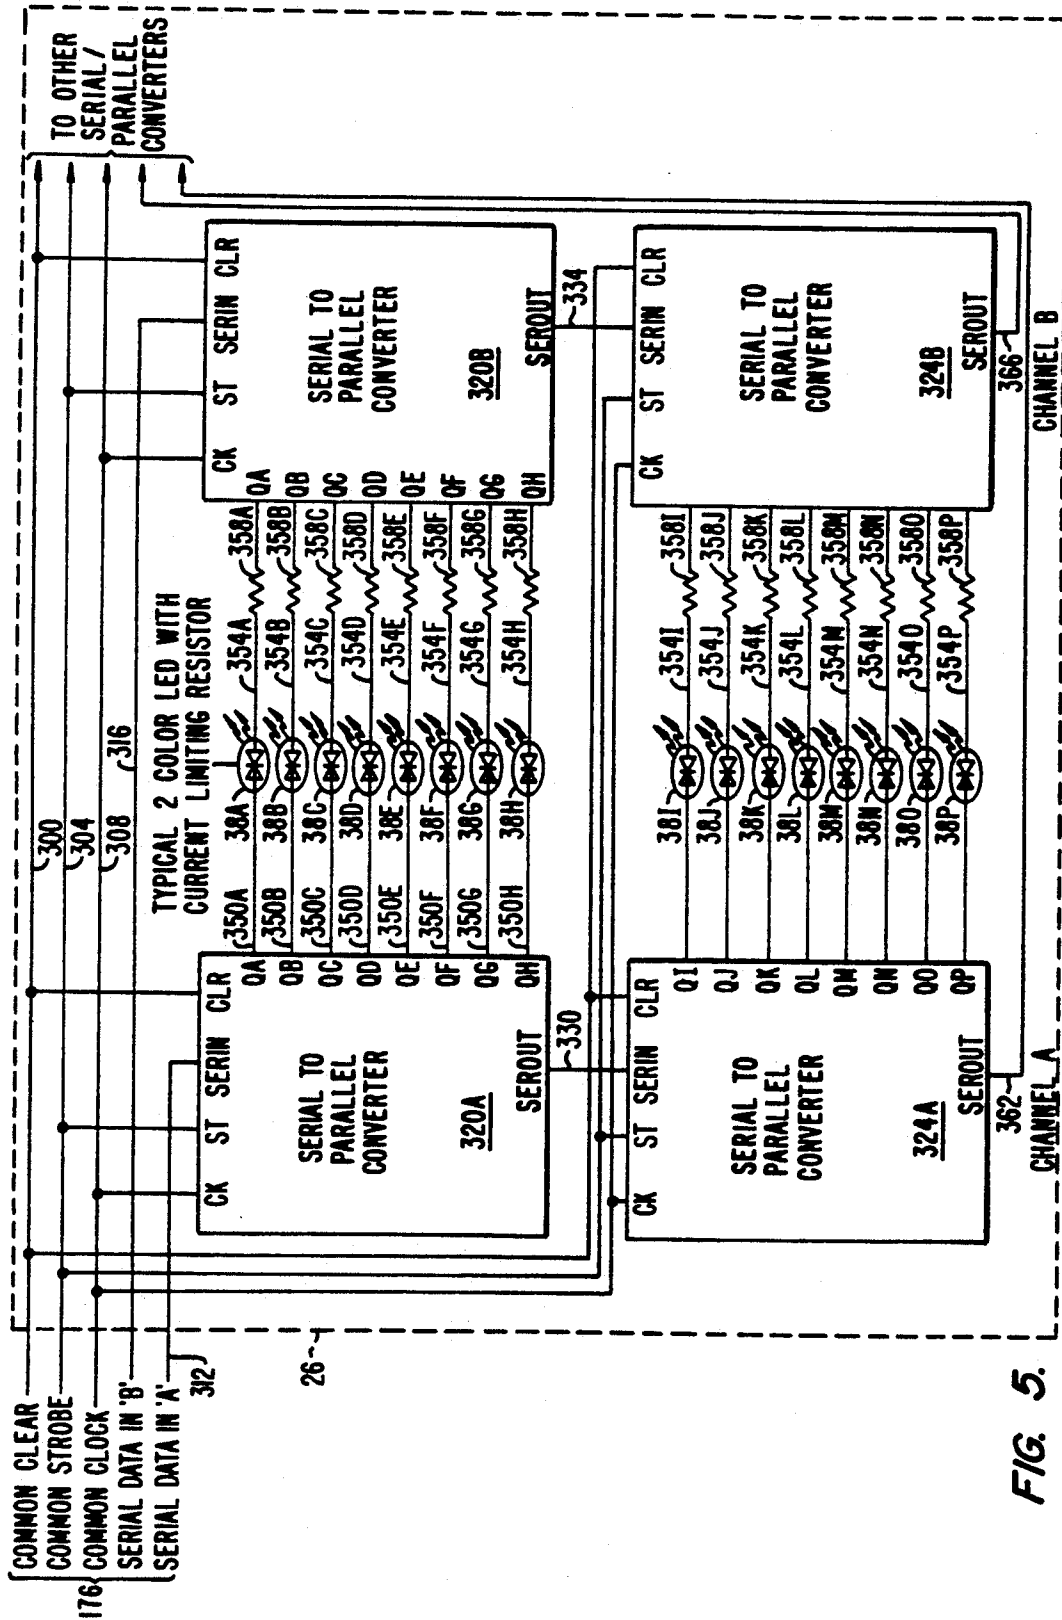 176
COMMON CLEAR
COMMON STROBE
COMMON CLOCK
SERIAL DATA IN 'B'
SERIAL DATA IN 'A'
312
26
300
304
308
316
TO OTHER
SERIAL/
PARALLEL
CONVERTERS
TYPICAL 2 COLOR LED WITH
CURRENT LIMITING RESISTOR
CK ST SERIN CLR
SERIAL TO
PARALLEL
CONVERTER
320A
SEROUT
330
QA 350A 38A 354A 358A QA
QB 350B 38B 354B 358B QB
QC 350C 38C 354C 358C QC
QD 350D 38D 354D 358D QD
QE 350E 38E 354E 358E QE
QF 350F 38F 354F 358F QF
QG 350G 38G 354G 358G QG
QH 350H 38H 354H 358H QH
CK ST SERIN CLR
SERIAL TO
PARALLEL
CONVERTER
320B
SEROUT
334
CK ST SERIN CLR
SERIAL TO
PARALLEL
CONVERTER
324A
SEROUT
362
CHANNEL A
QI 38I 354I 358I
QJ 38J 354J 358J
QK 38K 354K 358K
QL 38L 354L 358L
QM 38M 354M 358M
QN 38N 354N 358N
QO 38O 354O 358O
QP 38P 354P 358P
CK ST SERIN CLR
SERIAL TO
PARALLEL
CONVERTER
324B
SEROUT
366
CHANNEL B
FIG. 5.